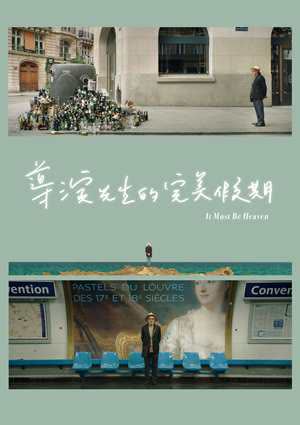 導演先生的完美假期
It Must Be Heaven
PASTELS DU LOUVRE
DES 17e ET 18e SIÈCLES
vention
Conven